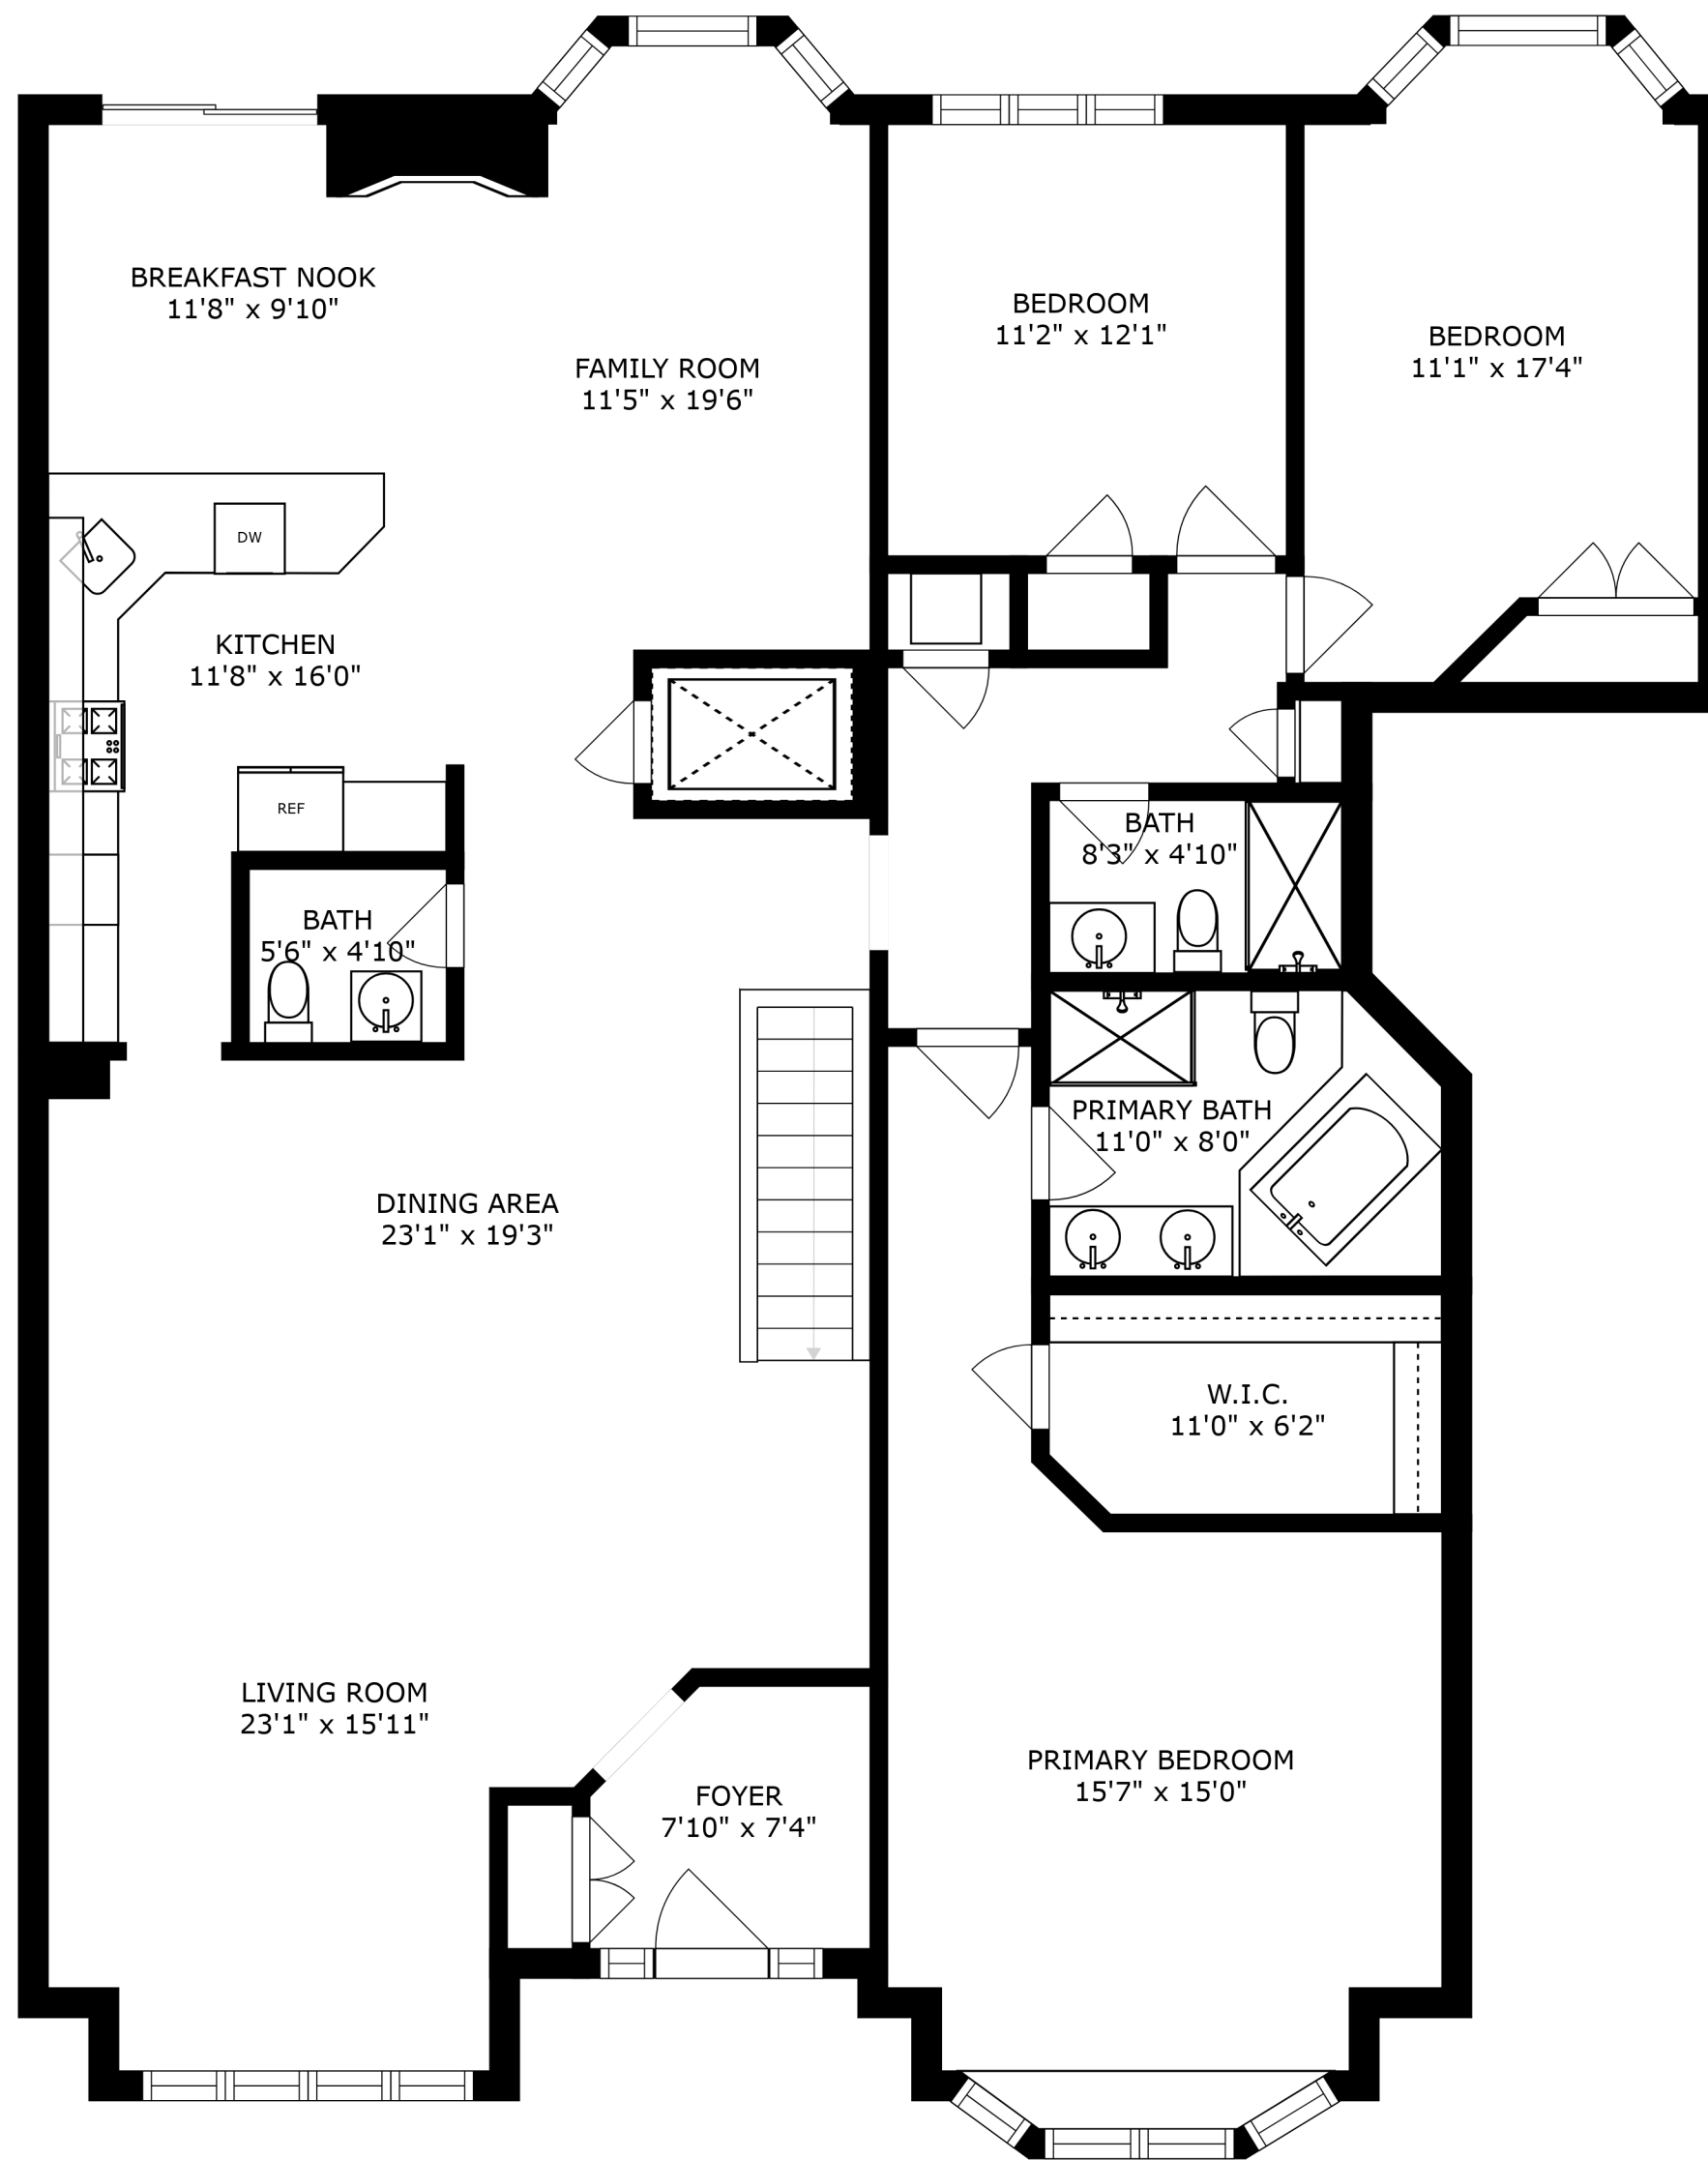 BREAKFAST NOOK
11'8" x 9'10"
FAMILY ROOM
11'5" x 19'6"
BEDROOM
11'2" x 12'1"
BEDROOM
11'1" x 17'4"
DW
KITCHEN
11'8" x 16'0"
REF
BATH
5'6" x 4'10"
BATH
8'3" x 4'10"
PRIMARY BATH
11'0" x 8'0"
DINING AREA
23'1" x 19'3"
W.I.C.
11'0" x 6'2"
LIVING ROOM
23'1" x 15'11"
FOYER
7'10" x 7'4"
PRIMARY BEDROOM
15'7" x 15'0"